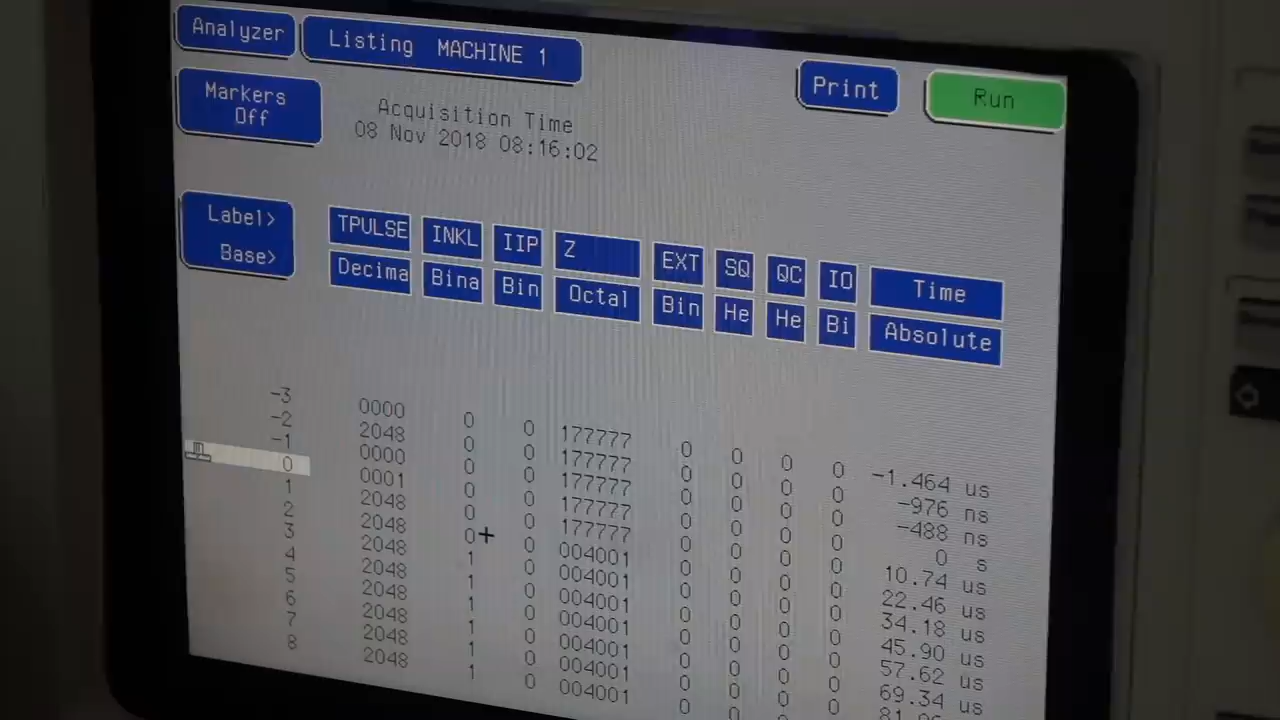 Analyzer Listing MACHINE 1
Print Run
Markers Off
Acquisition Time
08 Nov 2018 08:16:02
Label> TPULSE INKL IIP Z EXT SQ QC IO Time
Base> Decima Bina Bin Octal Bin He He Bi Absolute
-3 0000 0 0 177777 0 0 0 0 -1.464 us
-2 2048 0 0 177777 0 0 0 0 -976 ns
-1 0000 0 0 177777 0 0 0 0 -488 ns
0 0001 0 0 177777 0 0 0 0 0 s
1 2048 0 0 177777 0 0 0 0 10.74 us
2 2048 0 0 004001 0 0 0 0 22.46 us
3 2048 1 0 004001 0 0 0 0 34.18 us
4 2048 1 0 004001 0 0 0 0 45.90 us
5 2048 1 0 004001 0 0 0 0 57.62 us
6 2048 1 0 004001 0 0 0 0 69.34 us
7 2048 1 0 004001 0 0 0 0
8 2048 1 0 004001 0 0